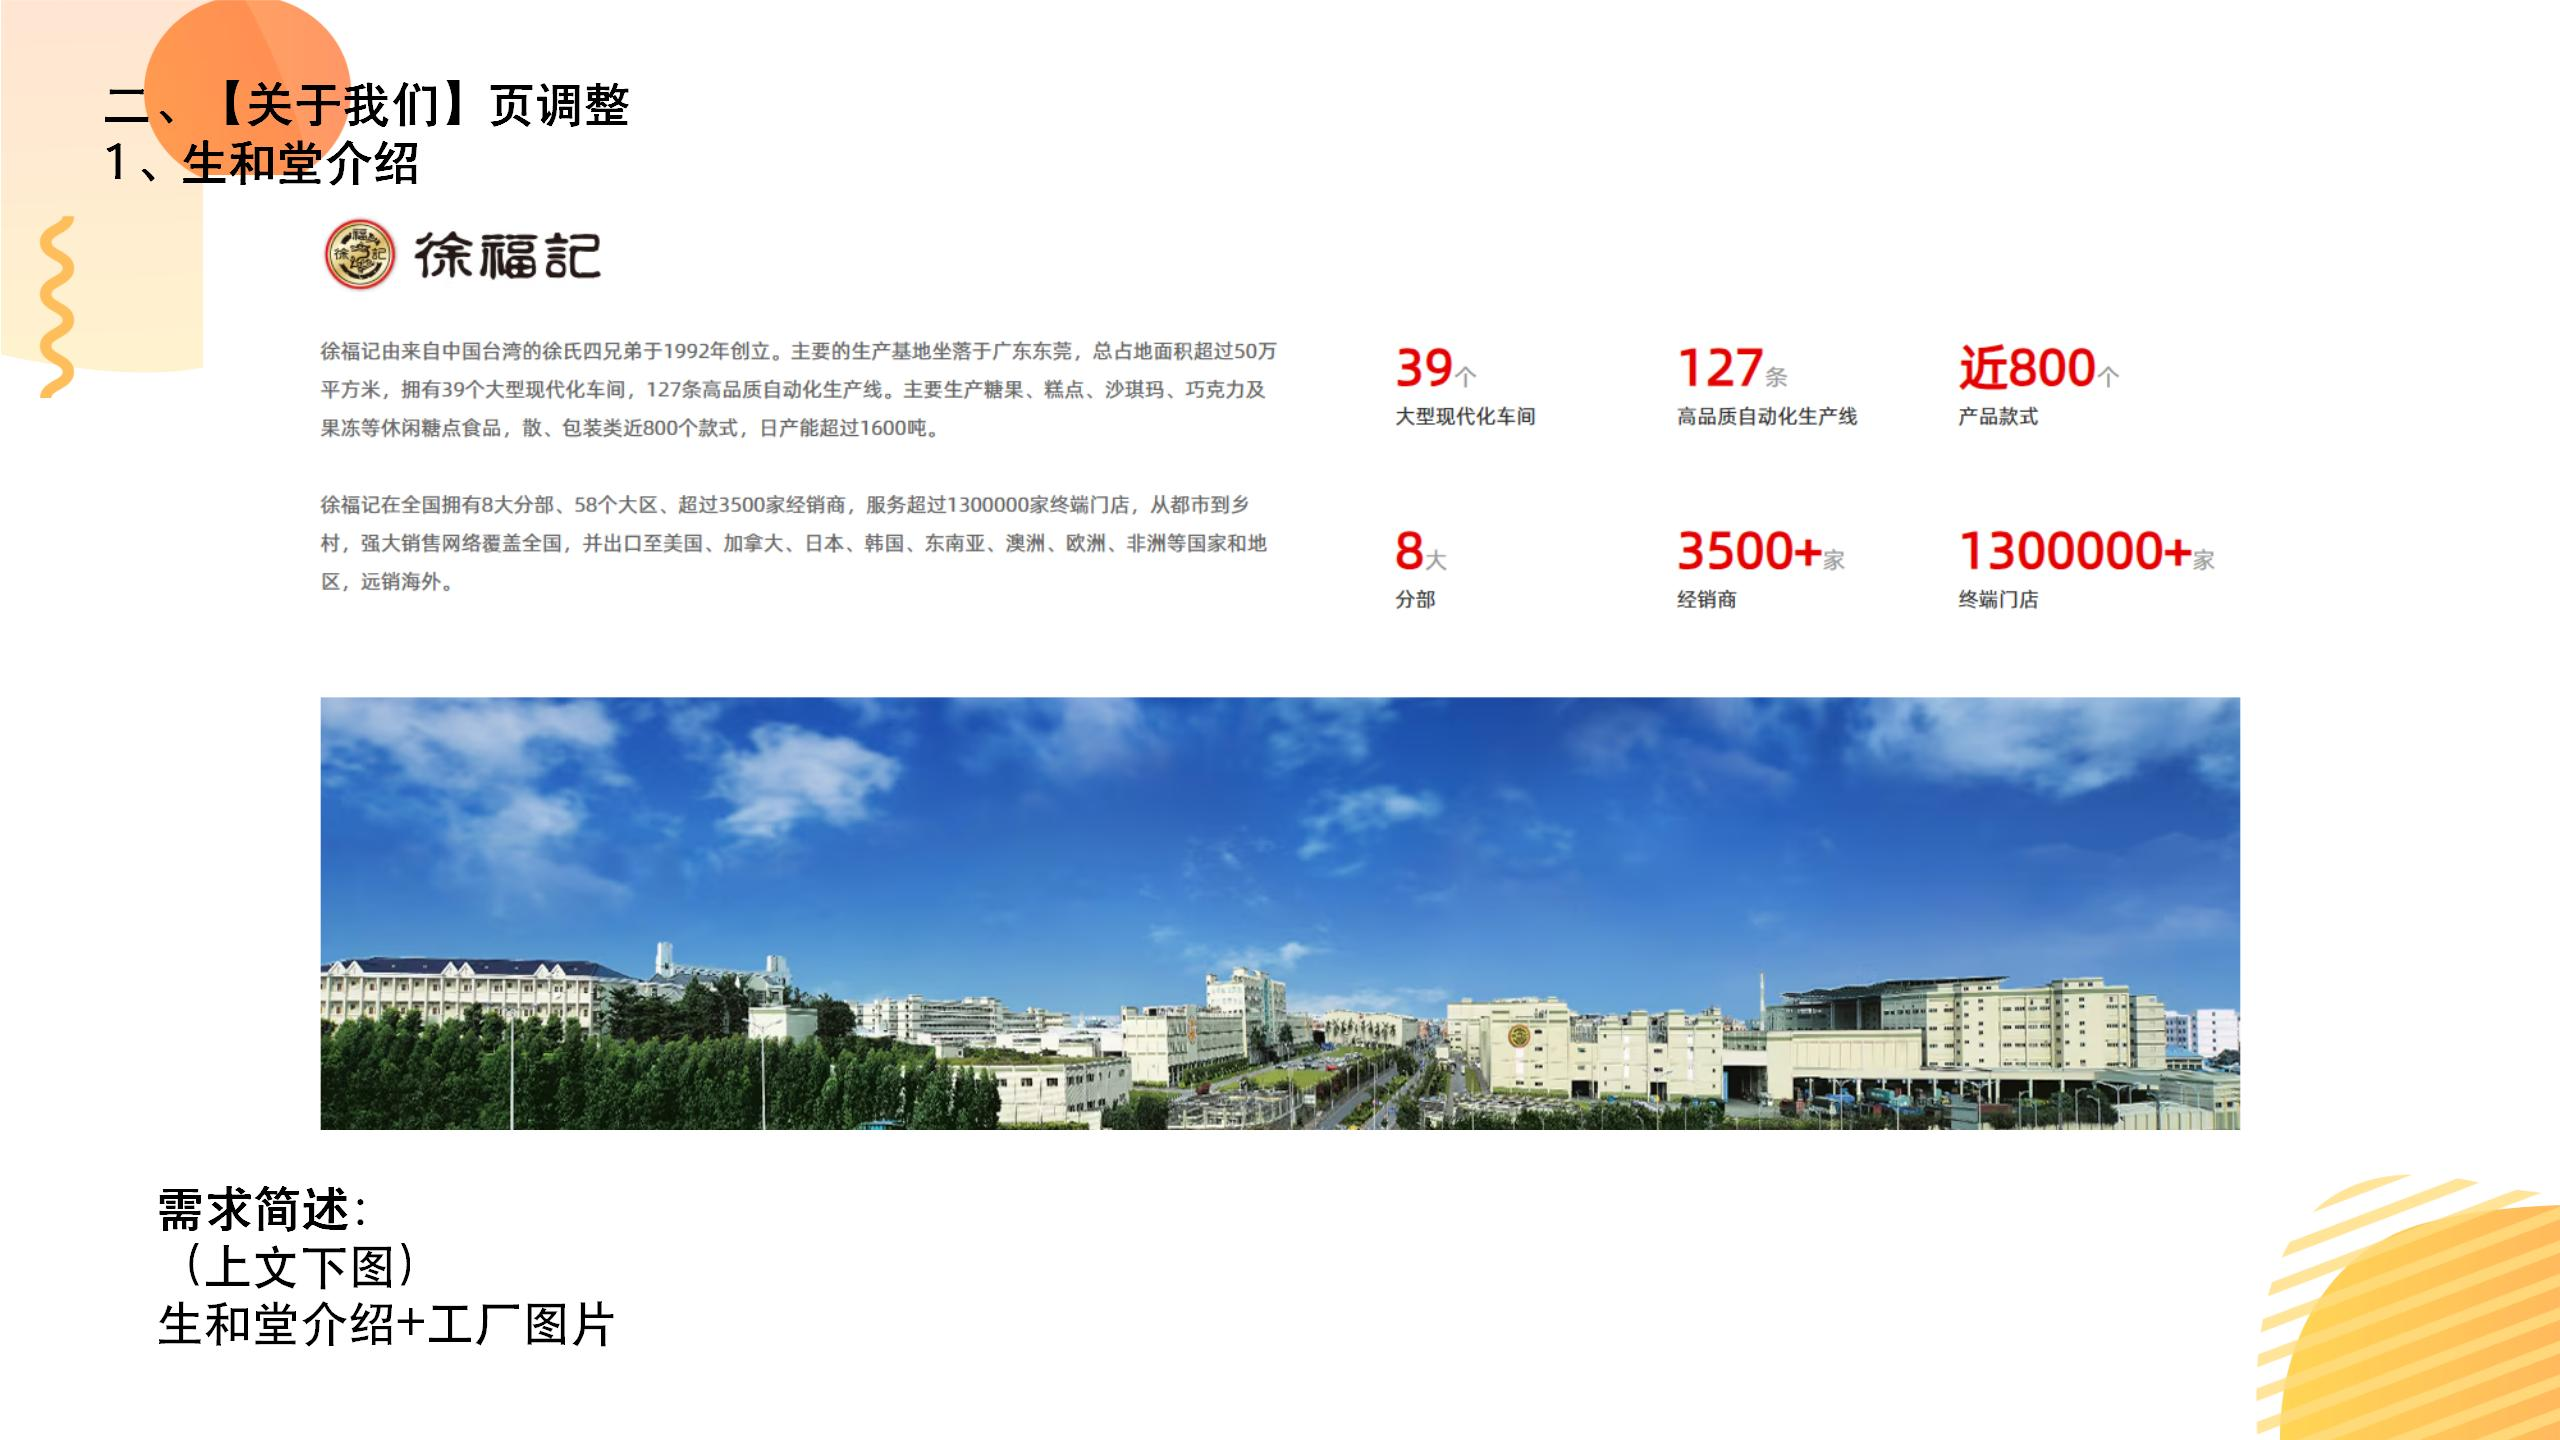 二、【关于我们】页调整
1、生和堂介绍
徐福記
徐福记由来自中国台湾的徐氏四兄弟于1992年创立。主要的生产基地坐落于广东东莞，总占地面积超过50万
平方米，拥有39个大型现代化车间，127条高品质自动化生产线。主要生产糖果、糕点、沙琪玛、巧克力及
果冻等休闲糖点食品，散、包装类近800个款式，日产能超过1600吨。
徐福记在全国拥有8大分部、58个大区、超过3500家经销商，服务超过1300000家终端门店，从都市到乡
村，强大销售网络覆盖全国，并出口至美国、加拿大、日本、韩国、东南亚、澳洲、欧洲、非洲等国家和地
区，远销海外。
39个
大型现代化车间
127条
高品质自动化生产线
近800个
产品款式
8大
分部
3500+家
经销商
1300000+家
终端门店
需求简述：
（上文下图）
生和堂介绍+工厂图片